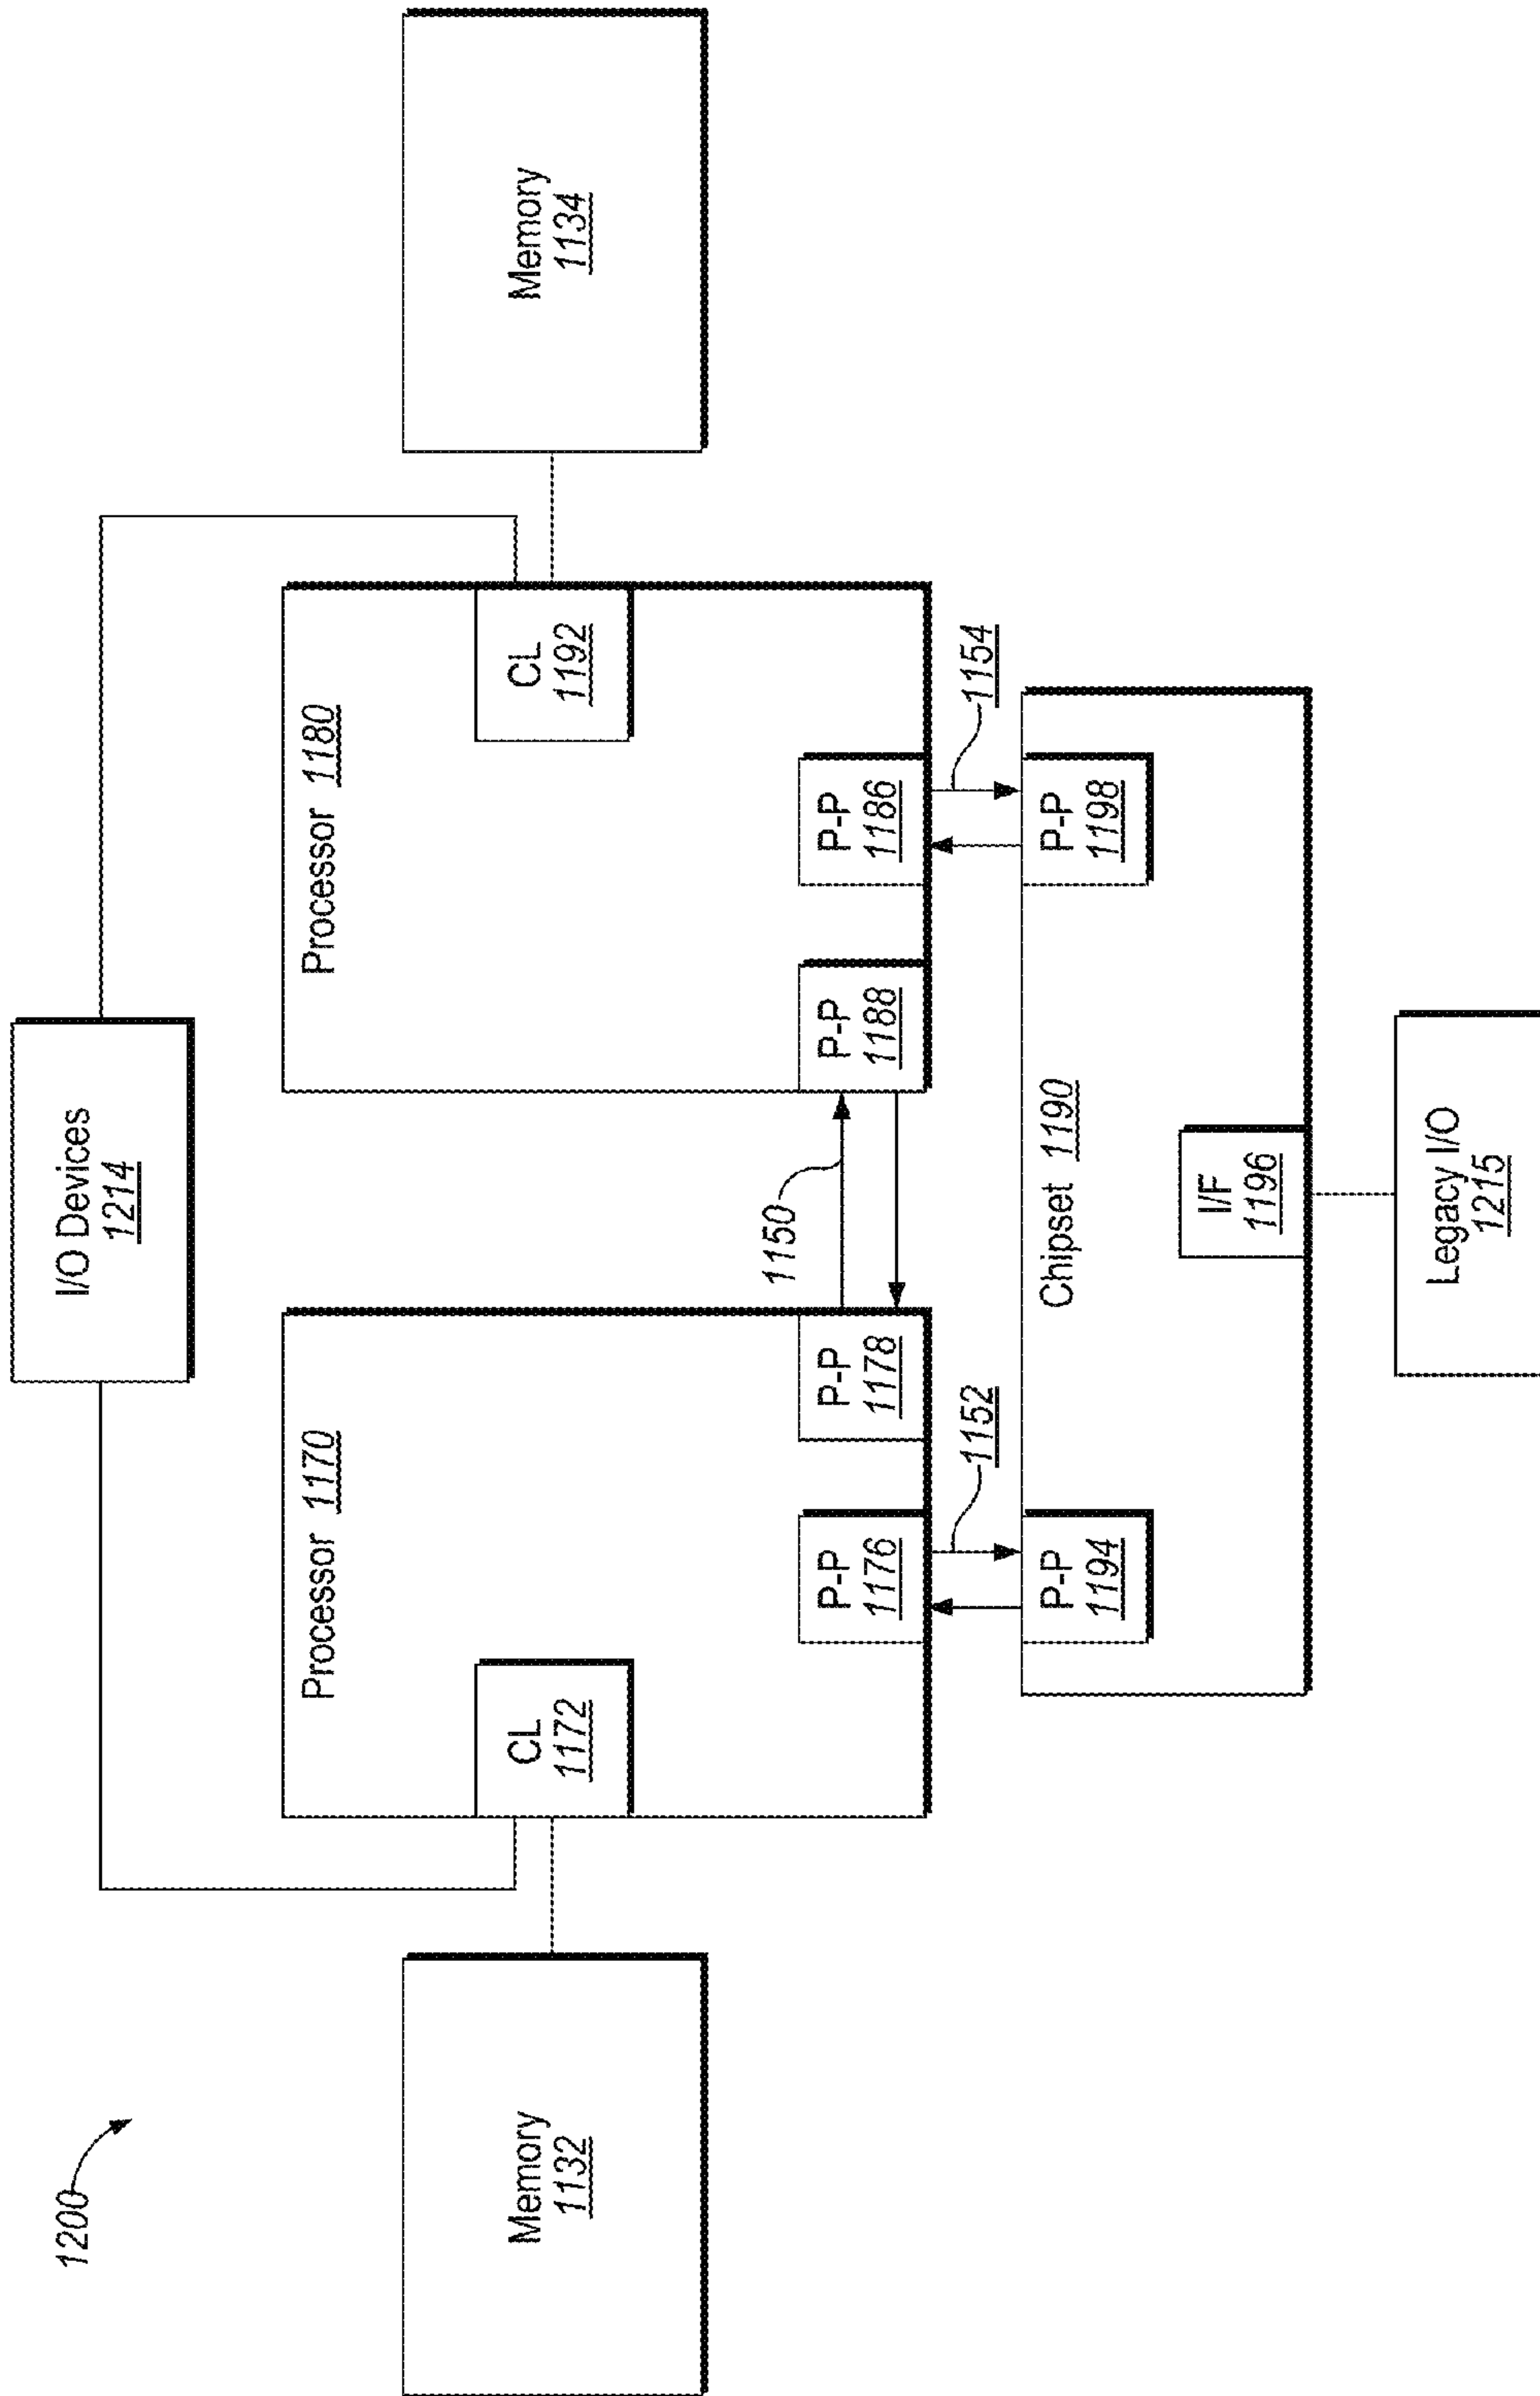 1200
I/O Devices
1214
Memory
1132
Processor 1170
CL
1172
P-P
1176
P-P
1178
1150
Processor 1180
CL
1192
P-P
1188
P-P
1186
Memory
1134
1152
1154
Chipset 1190
P-P
1194
P-P
1198
I/F
1196
Legacy I/O
1215